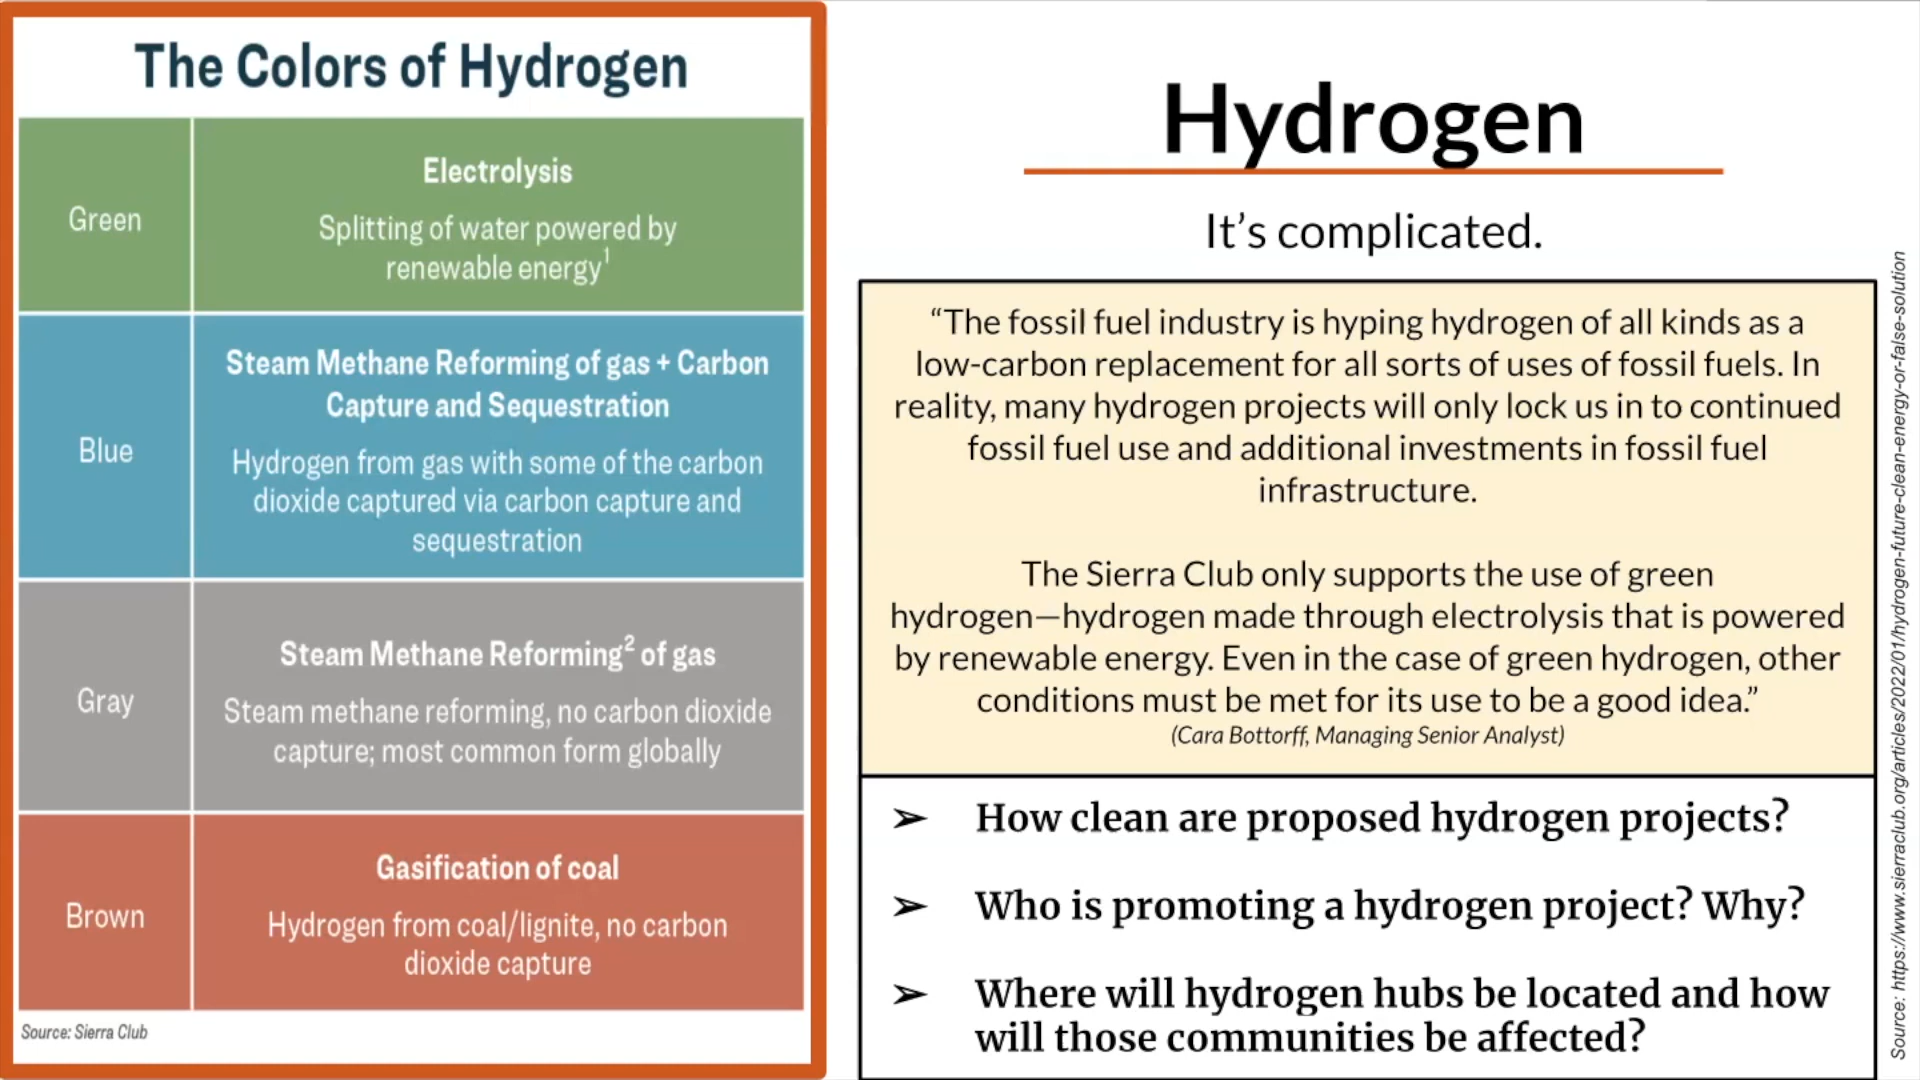 The Colors of Hydrogen
Green
Electrolysis
Splitting of water powered by
renewable energy1
Blue
Steam Methane Reforming of gas + Carbon
Capture and Sequestration
Hydrogen from gas with some of the carbon
dioxide captured via carbon capture and
sequestration
Gray
Steam Methane Reforming2 of gas
Steam methane reforming, no carbon dioxide
capture; most common form globally
Brown
Gasification of coal
Hydrogen from coal/lignite, no carbon
dioxide capture
Source: Sierra Club
Hydrogen
It’s complicated.
“The fossil fuel industry is hyping hydrogen of all kinds as a
low-carbon replacement for all sorts of uses of fossil fuels. In
reality, many hydrogen projects will only lock us in to continued
fossil fuel use and additional investments in fossil fuel
infrastructure.
The Sierra Club only supports the use of green
hydrogen—hydrogen made through electrolysis that is powered
by renewable energy. Even in the case of green hydrogen, other
conditions must be met for its use to be a good idea.”
(Cara Bottorff, Managing Senior Analyst)
➢ How clean are proposed hydrogen projects?
➢ Who is promoting a hydrogen project? Why?
➢ Where will hydrogen hubs be located and how
will those communities be affected?
Source: https://www.sierraclub.org/articles/2022/01/hydrogen-future-clean-energy-or-false-solution